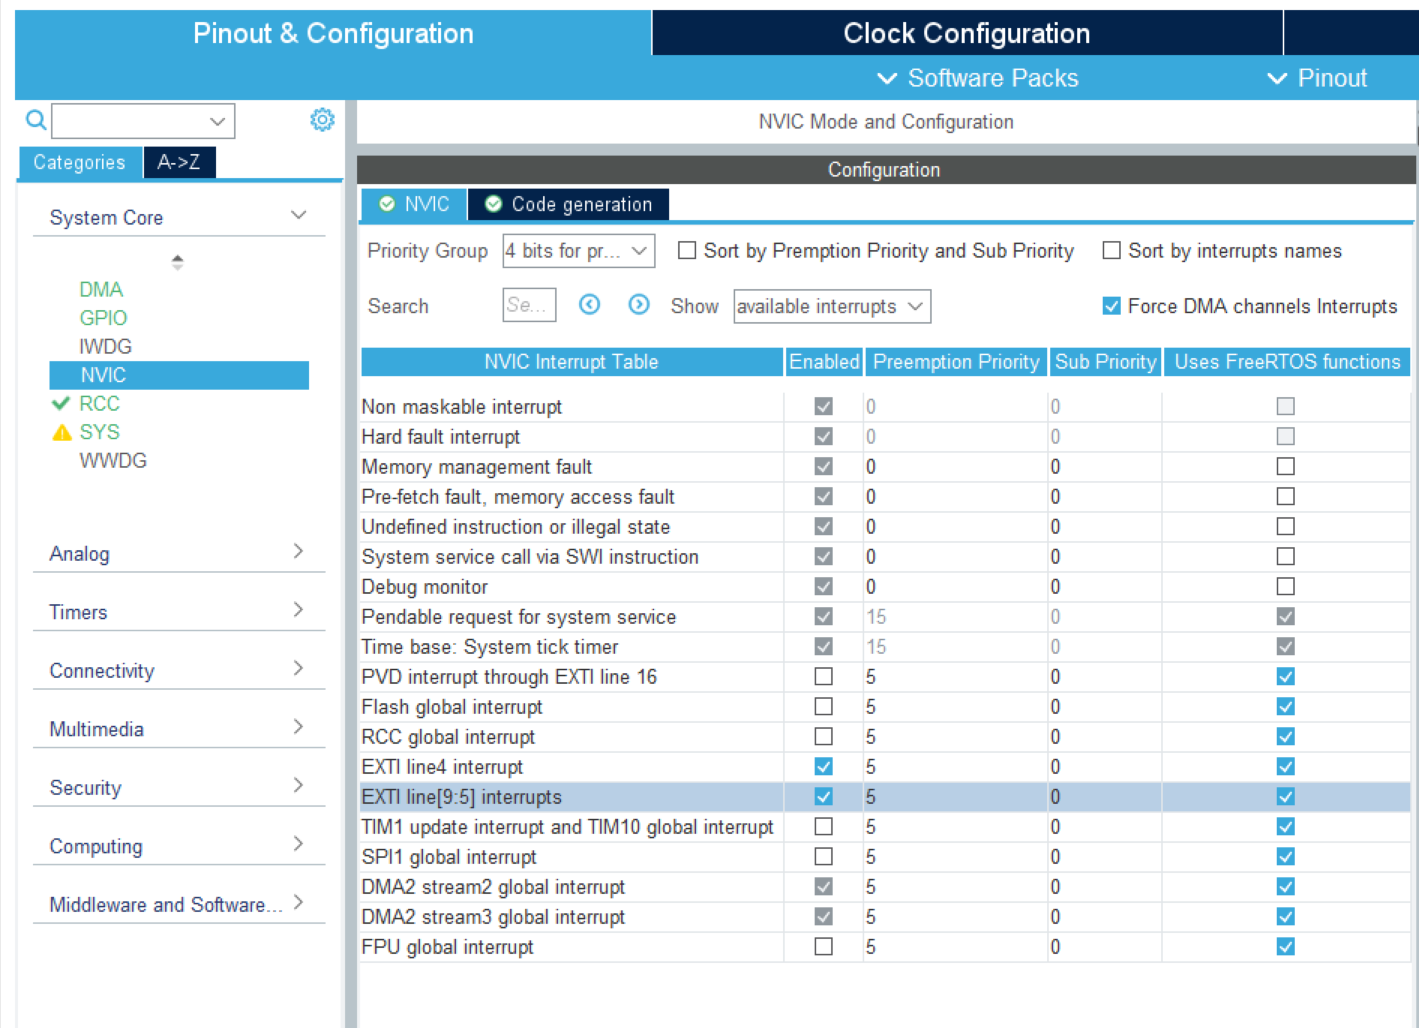 Pinout & Configuration
Clock Configuration
Software Packs
Pinout
NVIC Mode and Configuration
Categories
A->Z
Configuration
NVIC
Code generation
System Core
DMA
GPIO
IWDG
NVIC
RCC
SYS
WWDG
Analog
Timers
Connectivity
Multimedia
Security
Computing
Middleware and Software...
Priority Group
4 bits for pr...
Sort by Premption Priority and Sub Priority
Sort by interrupts names
Search
Se...
Show
available interrupts
Force DMA channels Interrupts
NVIC Interrupt Table Enabled Preemption Priority Sub Priority Uses FreeRTOS functions
Non maskable interrupt 0 0
Hard fault interrupt 0 0
Memory management fault 0 0
Pre-fetch fault, memory access fault 0 0
Undefined instruction or illegal state 0 0
System service call via SWI instruction 0 0
Debug monitor 0 0
Pendable request for system service 15 0
Time base: System tick timer 15 0
PVD interrupt through EXTI line 16 5 0
Flash global interrupt 5 0
RCC global interrupt 5 0
EXTI line4 interrupt 5 0
EXTI line[9:5] interrupts 5 0
TIM1 update interrupt and TIM10 global interrupt 5 0
SPI1 global interrupt 5 0
DMA2 stream2 global interrupt 5 0
DMA2 stream3 global interrupt 5 0
FPU global interrupt 5 0